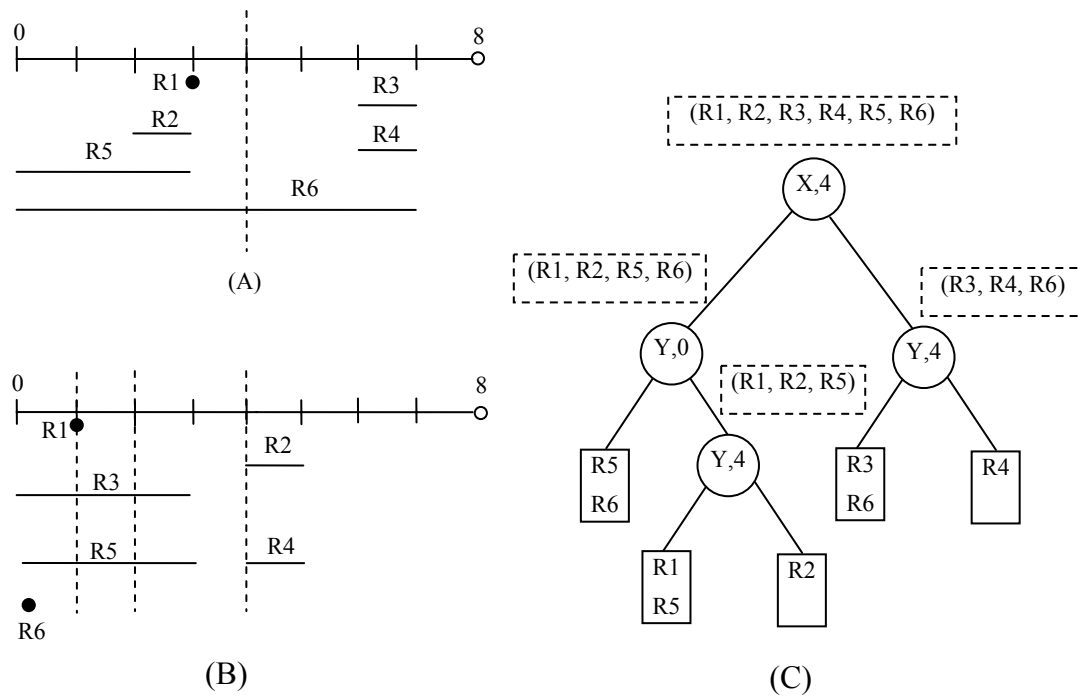 0
8
R1
R3
R2
R4
R5
R6
(A)
0
8
R1
R2
R3
R5
R4
R6
(B)
(R1, R2, R3, R4, R5, R6)
X,4
(R1, R2, R5, R6)
(R3, R4, R6)
Y,0
Y,4
(R1, R2, R5)
R5
R6
Y,4
R3
R6
R4
R1
R5
R2
(C)